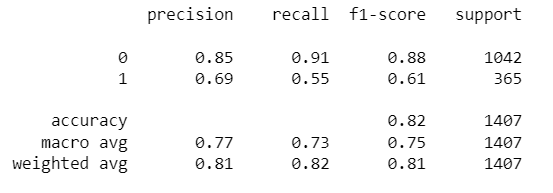 precision recall f1-score support
0 0.85 0.91 0.88 1042
1 0.69 0.55 0.61 365
accuracy 0.82 1407
macro avg 0.77 0.73 0.75 1407
weighted avg 0.81 0.82 0.81 1407